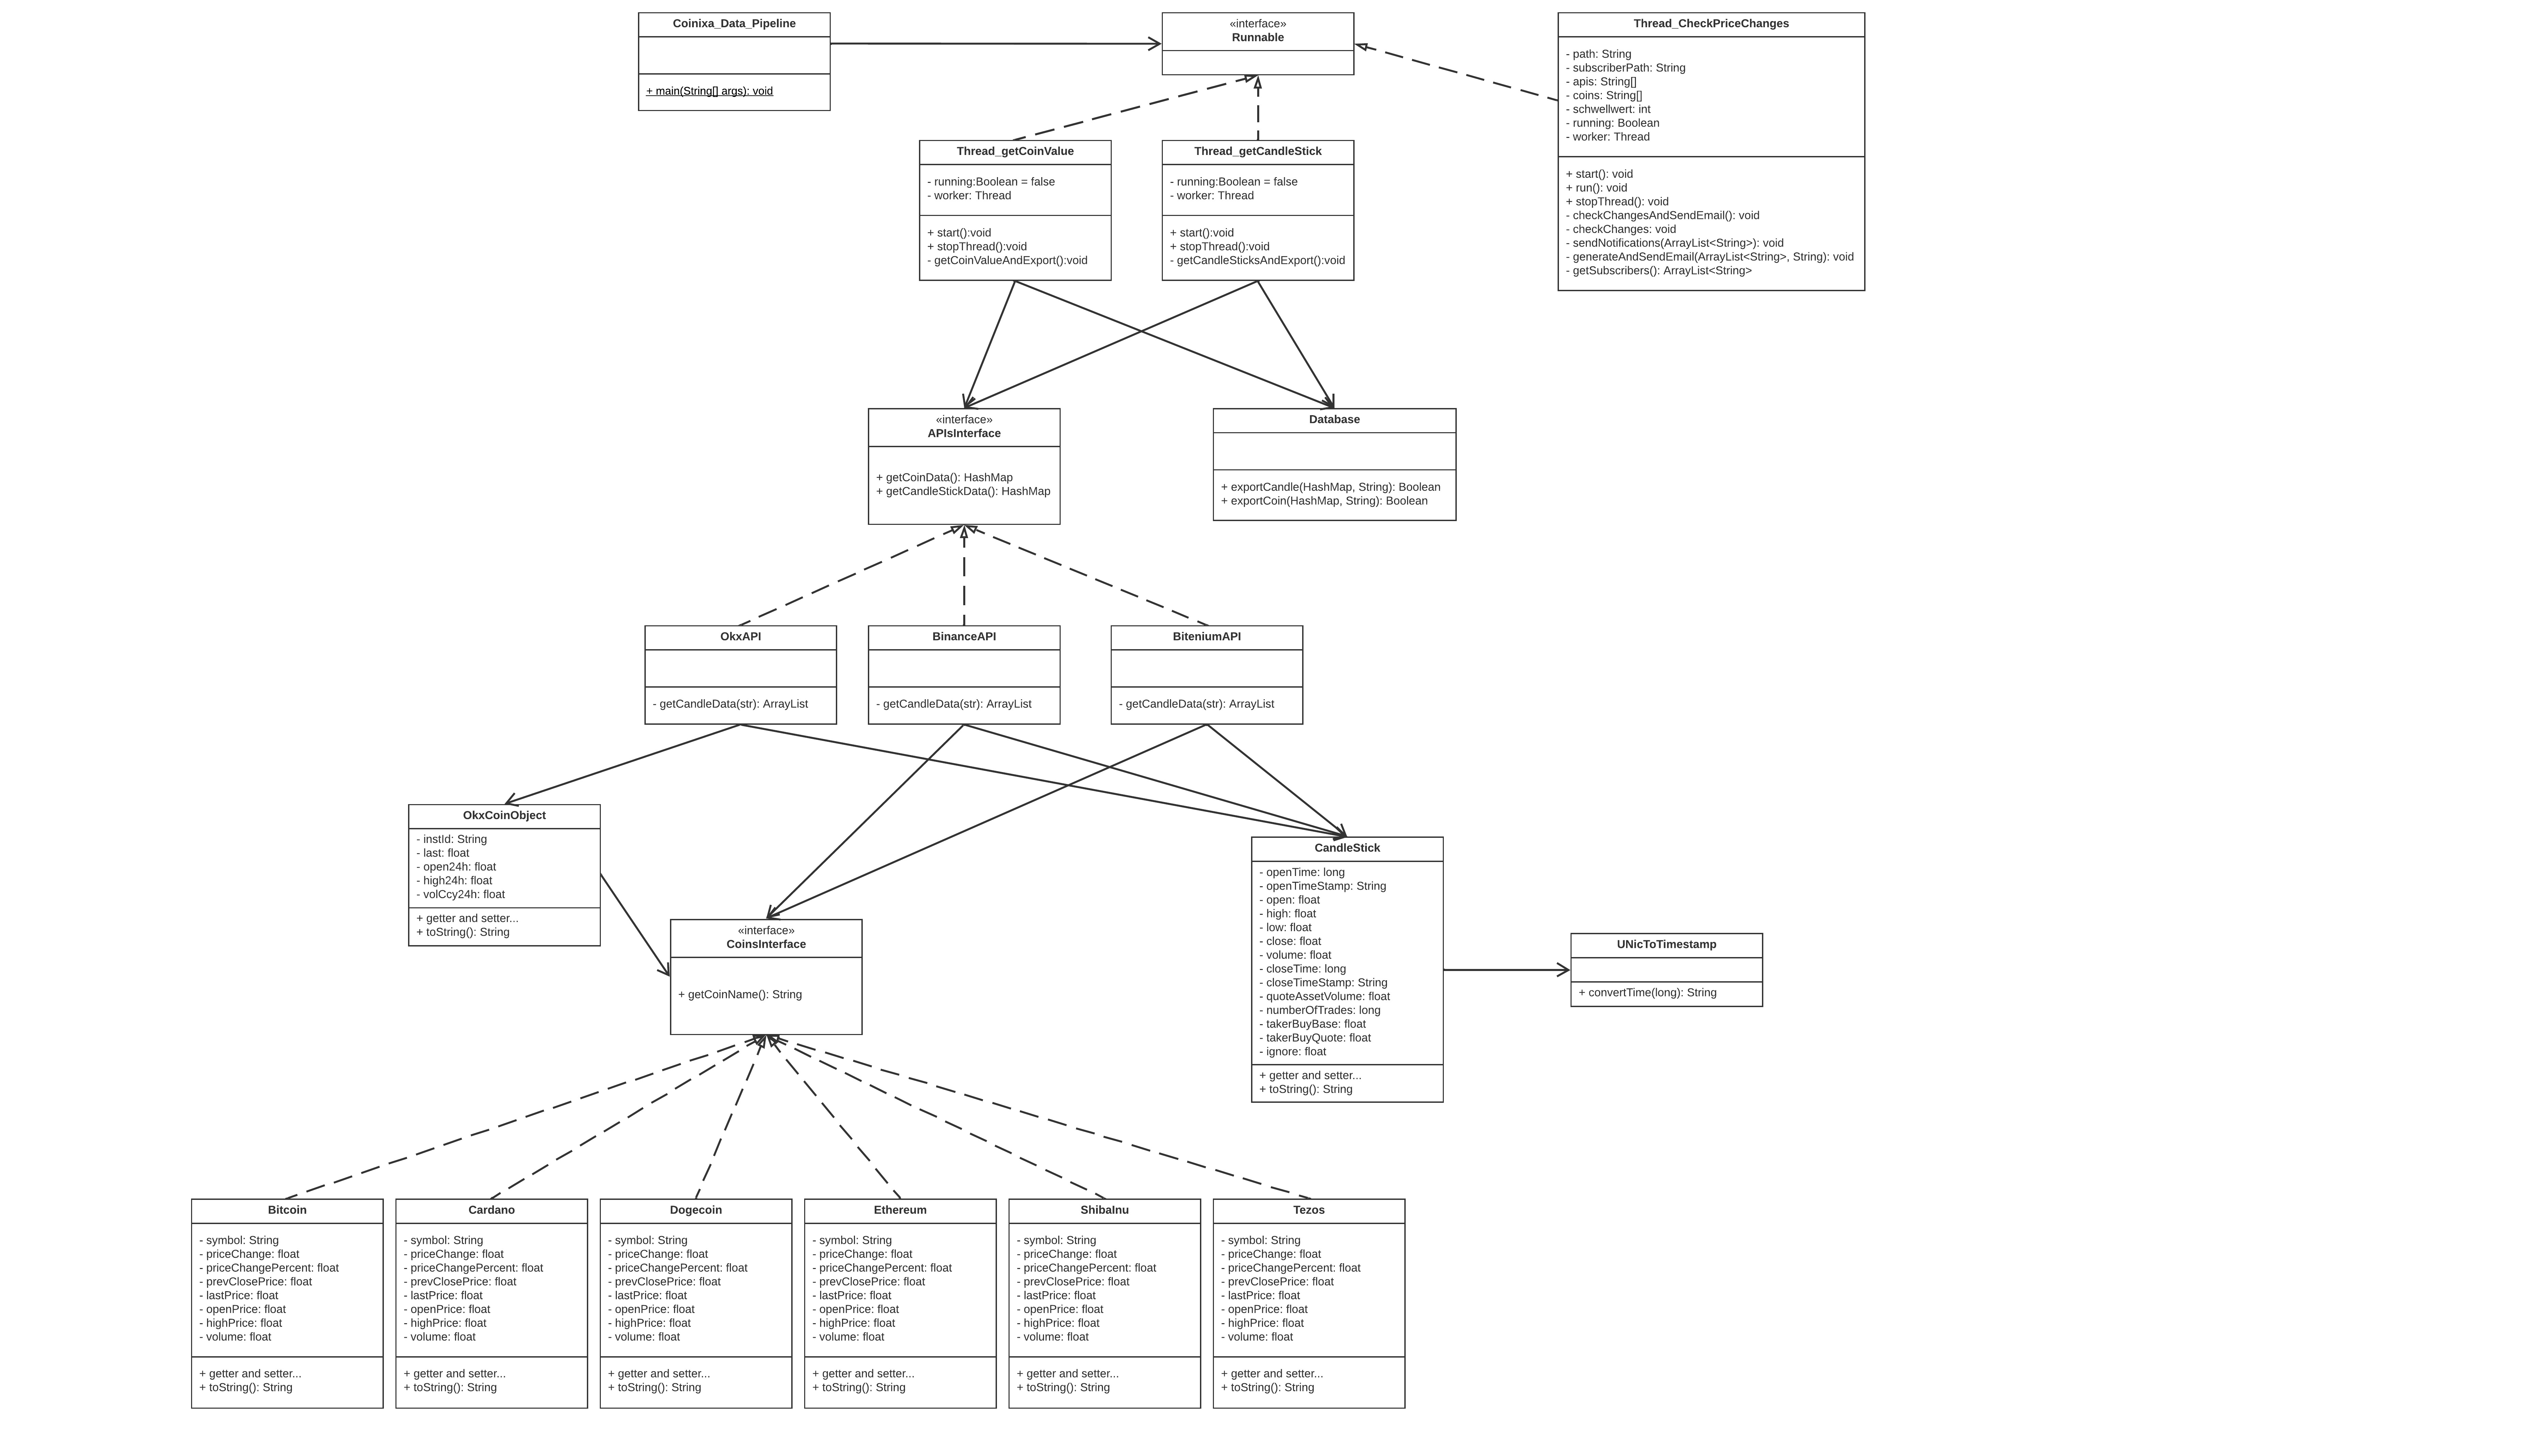 Coinixa_Data_Pipeline
+ main(String[] args): void
«interface»
Runnable
Thread_CheckPriceChanges
- path: String
- subscriberPath: String
- apis: String[]
- coins: String[]
- schwellwert: int
- running: Boolean
- worker: Thread
+ start(): void
+ run(): void
+ stopThread(): void
- checkChangesAndSendEmail(): void
- checkChanges: void
- sendNotifications(ArrayList<String>): void
- generateAndSendEmail(ArrayList<String>, String): void
- getSubscribers(): ArrayList<String>
Thread_getCoinValue
- running:Boolean = false
- worker: Thread
+ start():void
+ stopThread():void
- getCoinValueAndExport():void
Thread_getCandleStick
- running:Boolean = false
- worker: Thread
+ start():void
+ stopThread():void
- getCandleSticksAndExport():void
«interface»
APIsInterface
+ getCoinData(): HashMap
+ getCandleStickData(): HashMap
Database
+ exportCandle(HashMap, String): Boolean
+ exportCoin(HashMap, String): Boolean
OkxAPI
- getCandleData(str): ArrayList
BinanceAPI
- getCandleData(str): ArrayList
BiteniumAPI
- getCandleData(str): ArrayList
OkxCoinObject
- instId: String
- last: float
- open24h: float
- high24h: float
- volCcy24h: float
+ getter and setter...
+ toString(): String
«interface»
CoinsInterface
+ getCoinName(): String
CandleStick
- openTime: long
- openTimeStamp: String
- open: float
- high: float
- low: float
- close: float
- volume: float
- closeTime: long
- closeTimeStamp: String
- quoteAssetVolume: float
- numberOfTrades: long
- takerBuyBase: float
- takerBuyQuote: float
- ignore: float
+ getter and setter...
+ toString(): String
UNicToTimestamp
+ convertTime(long): String
Bitcoin
- symbol: String
- priceChange: float
- priceChangePercent: float
- prevClosePrice: float
- lastPrice: float
- openPrice: float
- highPrice: float
- volume: float
+ getter and setter...
+ toString(): String
Cardano
- symbol: String
- priceChange: float
- priceChangePercent: float
- prevClosePrice: float
- lastPrice: float
- openPrice: float
- highPrice: float
- volume: float
+ getter and setter...
+ toString(): String
Dogecoin
- symbol: String
- priceChange: float
- priceChangePercent: float
- prevClosePrice: float
- lastPrice: float
- openPrice: float
- highPrice: float
- volume: float
+ getter and setter...
+ toString(): String
Ethereum
- symbol: String
- priceChange: float
- priceChangePercent: float
- prevClosePrice: float
- lastPrice: float
- openPrice: float
- highPrice: float
- volume: float
+ getter and setter...
+ toString(): String
ShibaInu
- symbol: String
- priceChange: float
- priceChangePercent: float
- prevClosePrice: float
- lastPrice: float
- openPrice: float
- highPrice: float
- volume: float
+ getter and setter...
+ toString(): String
Tezos
- symbol: String
- priceChange: float
- priceChangePercent: float
- prevClosePrice: float
- lastPrice: float
- openPrice: float
- highPrice: float
- volume: float
+ getter and setter...
+ toString(): String